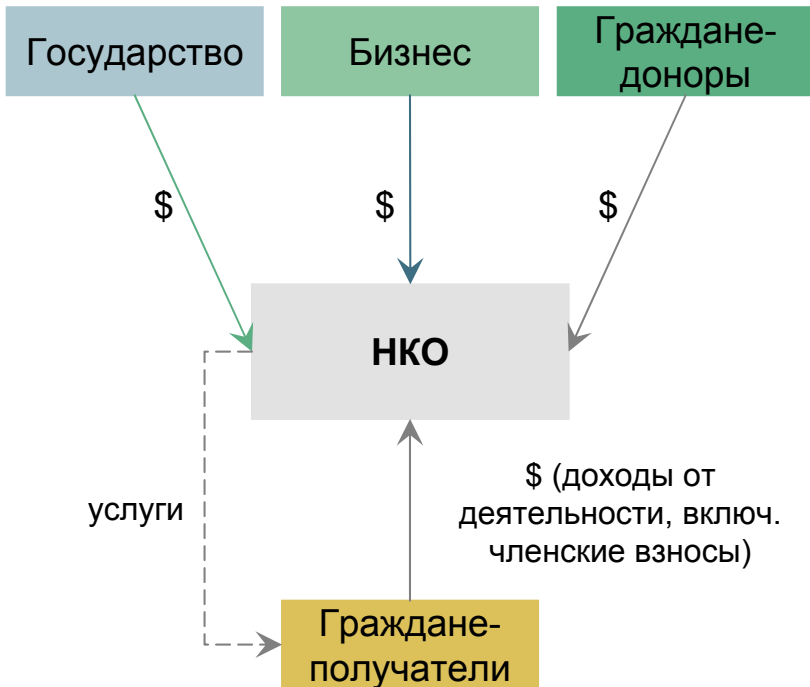 Государство
Бизнес
Граждане-
доноры
$
$
$
НКО
услуги
$ (доходы от
деятельности, включ.
членские взносы)
Граждане-
получатели